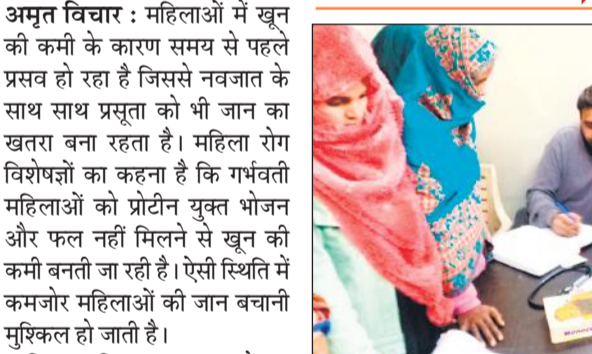 अमृत विचार : महिलाओं में खून
की कमी के कारण समय से पहले
प्रसव हो रहा है जिससे नवजात के
साथ साथ प्रसूता को भी जान का
खतरा बना रहता है। महिला रोग
विशेषज्ञों का कहना है कि गर्भवती
महिलाओं को प्रोटीन युक्त भोजन
और फल नहीं मिलने से खून की
कमी बनती जा रही है। ऐसी स्थिति में
कमजोर महिलाओं की जान बचानी
मुश्किल हो जाती है।